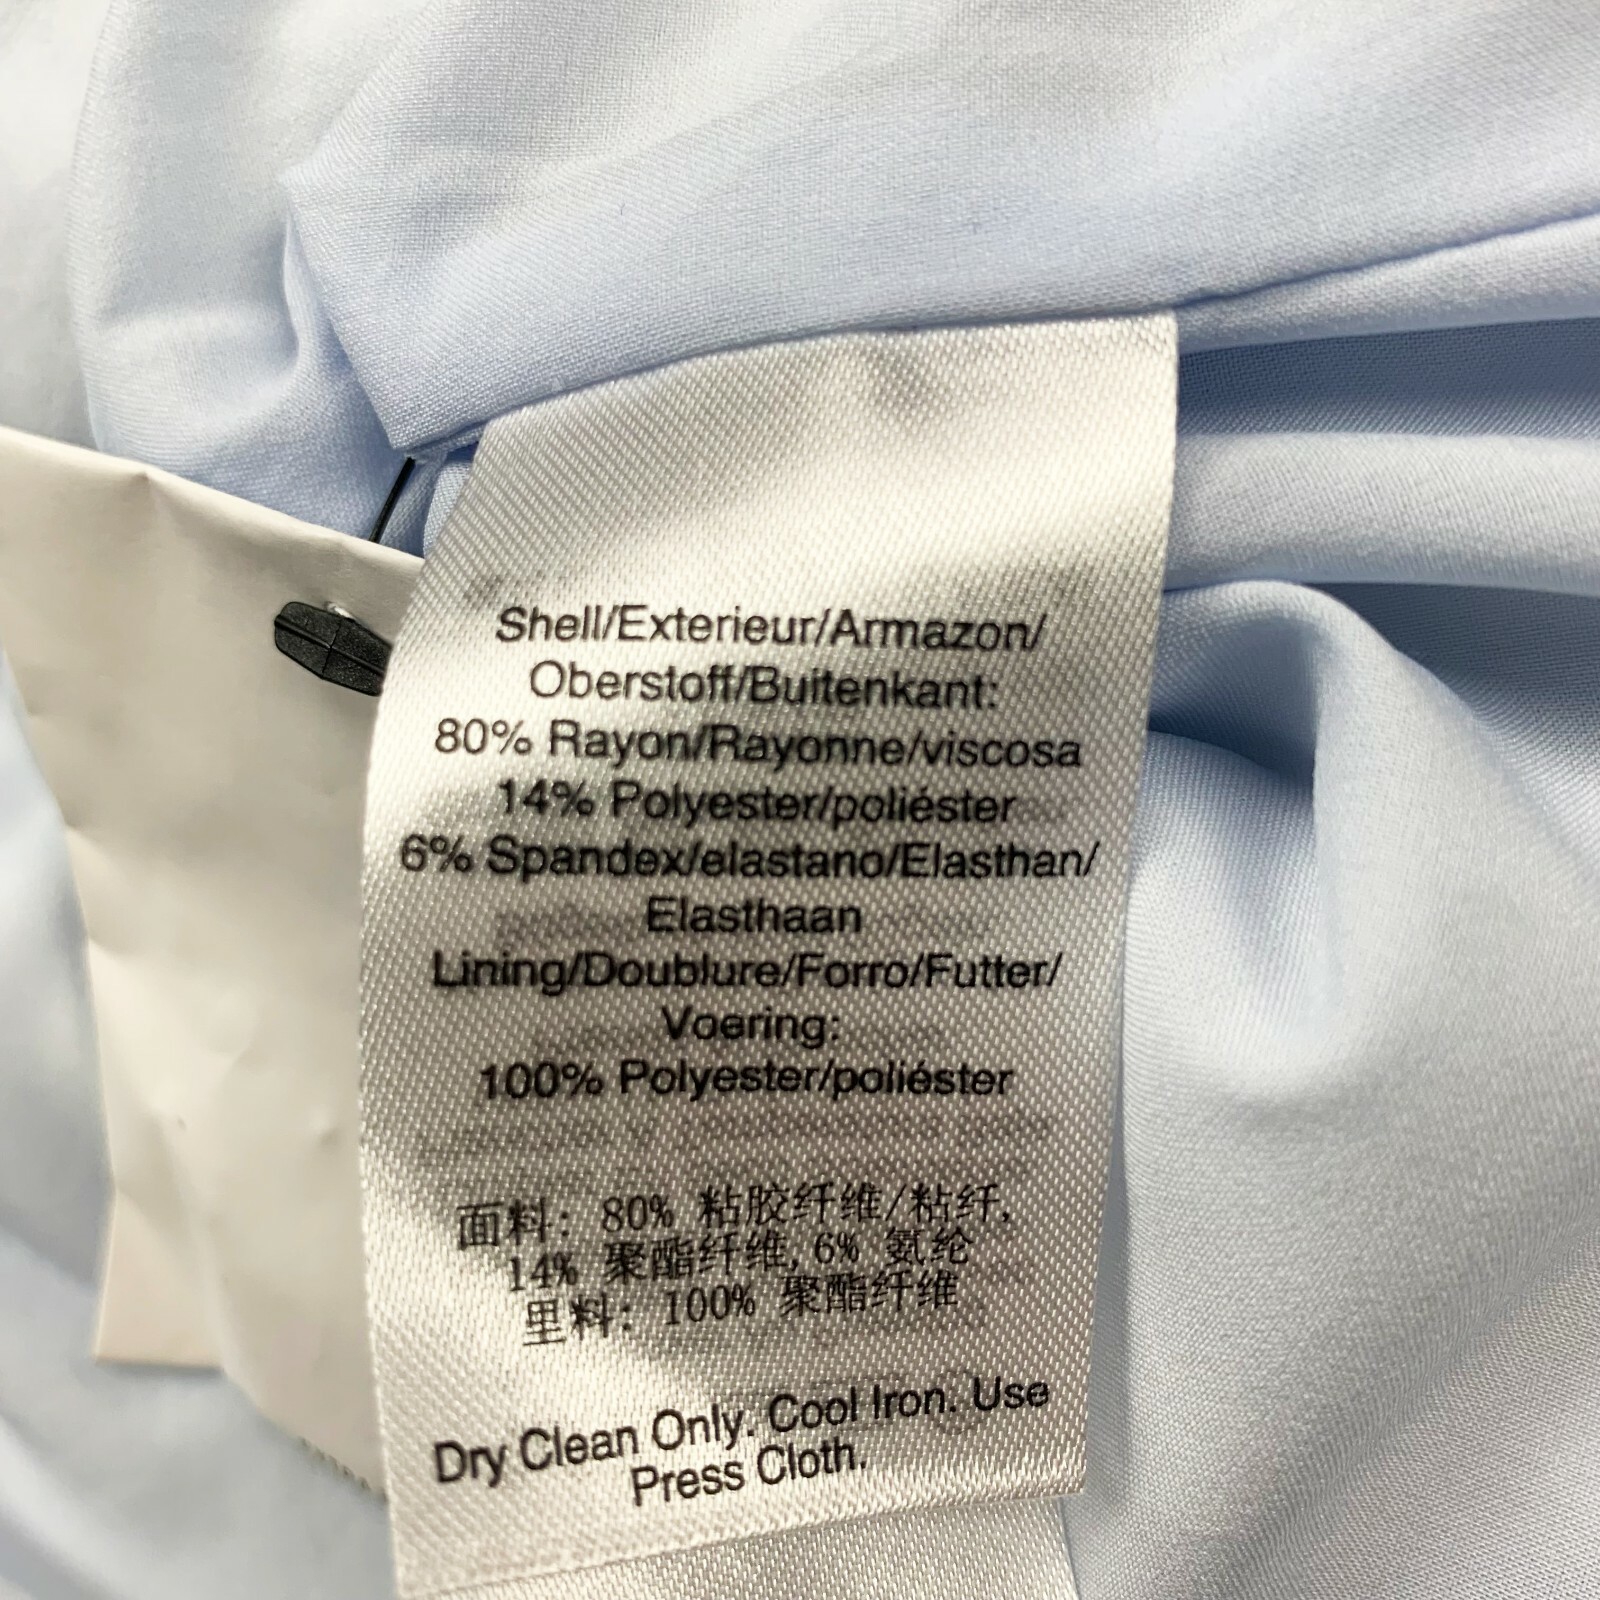 Shell/Exterieur/Armazon/
Oberstoff/Buitenkant:
80% Rayon/Rayonne/viscosa
14% Polyester/poliéster
6% Spandex/elastano/Elasthan/
Elasthaan
Lining/Doublure/Forro/Futter/
Voering:
100% Polyester/poliéster
面料: 80% 粘胶纤维/粘纤,
14% 聚酯纤维, 6% 氨纶
里料: 100% 聚酯纤维
Dry Clean Only. Cool Iron. Use
Press Cloth.